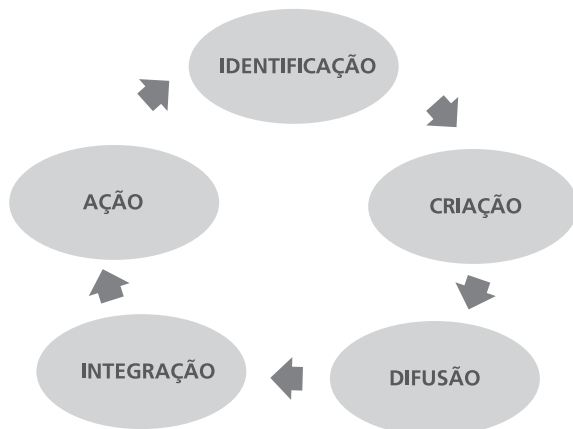 IDENTIFICAÇÃO
CRIAÇÃO
DIFUSÃO
INTEGRAÇÃO
AÇÃO